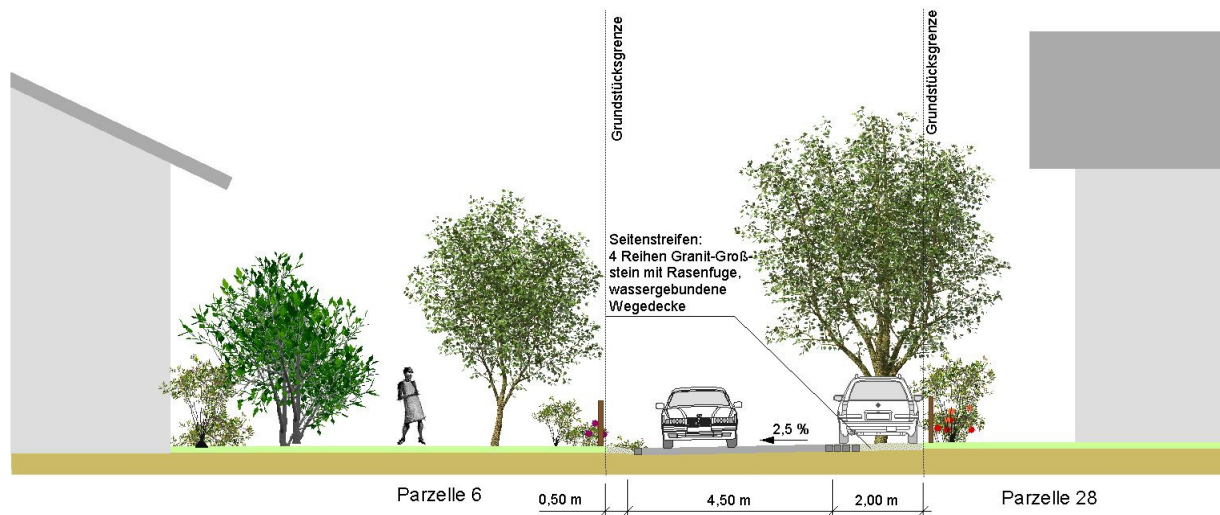 Grundstücksgrenze
Grundstücksgrenze
Seitenstreifen:
4 Reihen Granit-Groß-
stein mit Rasenfuge,
wassergebundene
Wegedecke
2,5 %
Parzelle 6
0,50 m
4,50 m
2,00 m
Parzelle 28